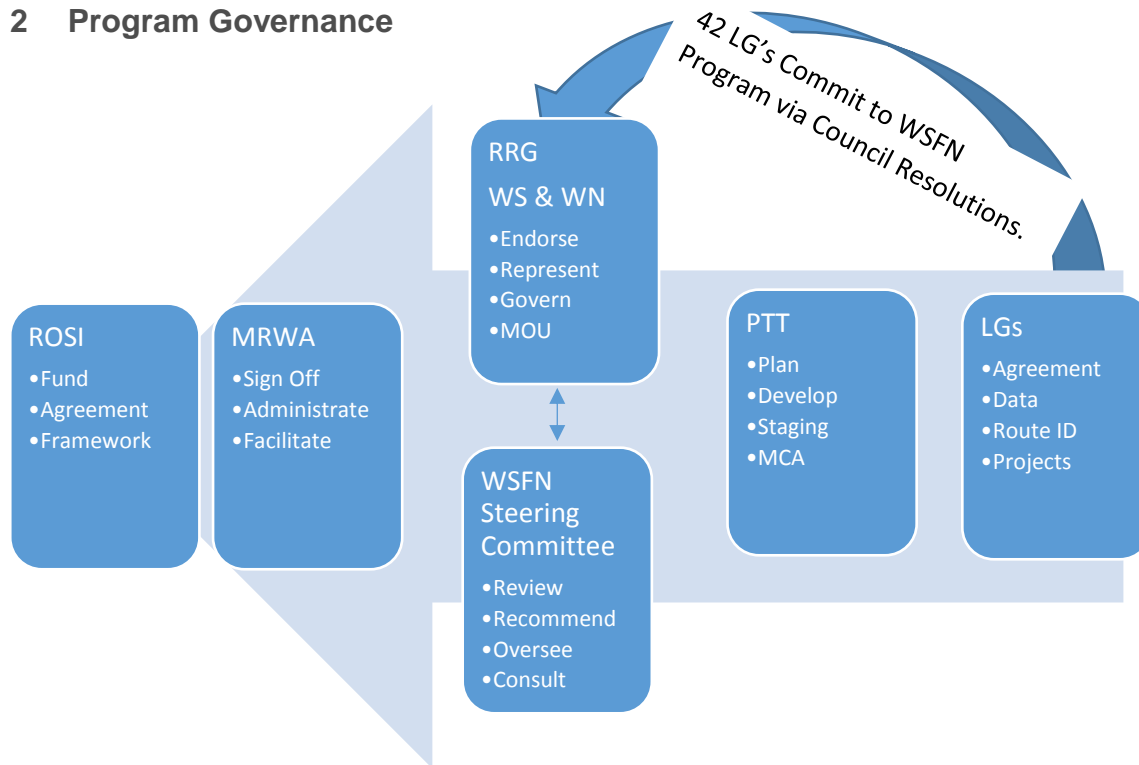 2 Program Governance
42 LG's Commit to WSFN
Program via Council Resolutions.
RRG
WS & WN
•Endorse
•Represent
•Govern
•MOU
ROSI
•Fund
•Agreement
•Framework
MRWA
•Sign Off
•Administrate
•Facilitate
WSFN
Steering
Committee
•Review
•Recommend
•Oversee
•Consult
PTT
•Plan
•Develop
•Staging
•MCA
LGs
•Agreement
•Data
•Route ID
•Projects